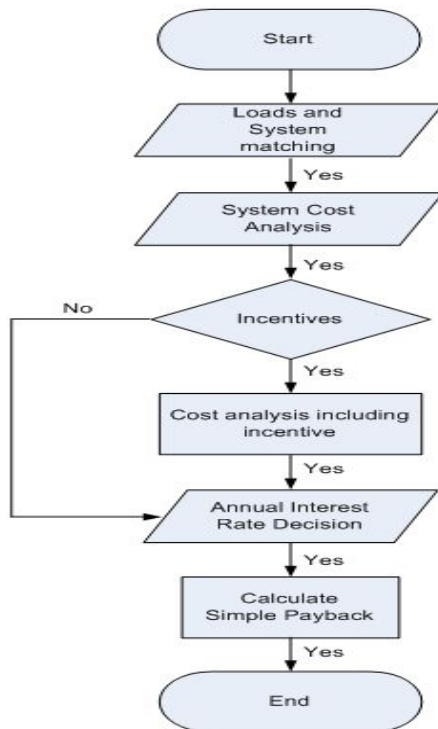 Start
Loads and
System
matching
Yes
System Cost
Analysis
Yes
No
Incentives
Yes
Cost analysis including
incentive
Yes
Annual Interest
Rate Decision
Yes
Calculate
Simple Payback
Yes
End